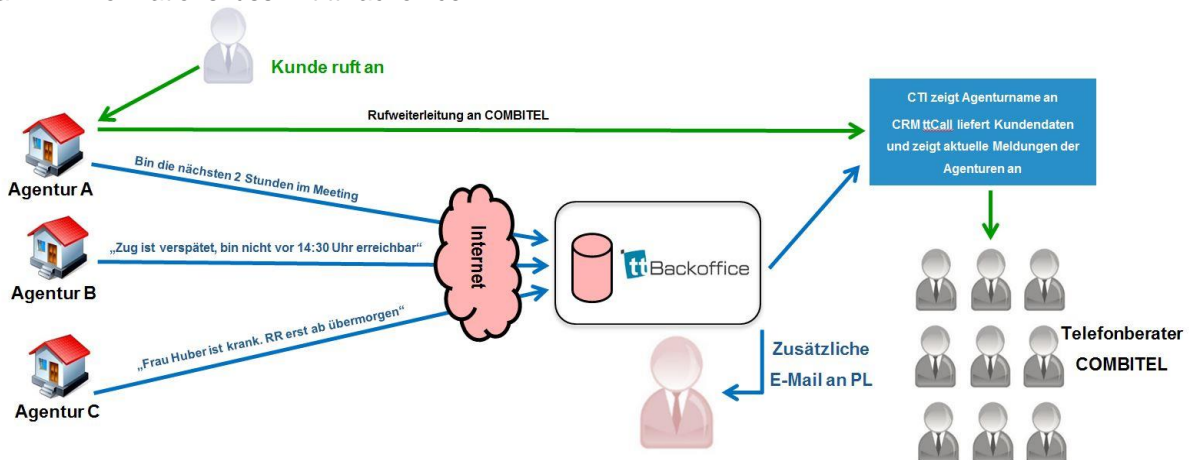 Kunde ruft an
Rufweiterleitung an COMBITEL
CTI zeigt Agenturname an
CRM ttCall liefert Kundendaten
und zeigt aktuelle Meldungen der
Agenturen an
Agentur A
Bin die nächsten 2 Stunden im Meeting
Internet
tt Backoffice
„Zug ist verspätet, bin nicht vor 14:30 Uhr erreichbar“
Agentur B
„Frau Huber ist krank. RR erst ab übermorgen“
Agentur C
Zusätzliche
E-Mail an PL
Telefonberater
COMBITEL